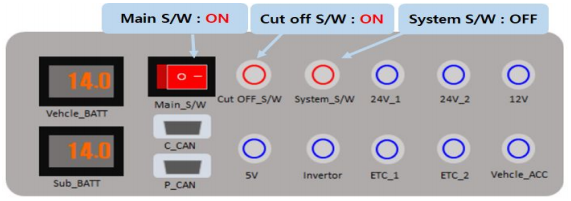 Main S/W : ON
Cut off S/W : ON
System S/W : OFF
14.0
Vehcle_BATT
Main_S/W
Cut OFF_S/W
System_S/W
24V_1
24V_2
12V
C_CAN
14.0
Sub_BATT
P_CAN
5V
Invertor
ETC_1
ETC_2
Vehcle_ACC